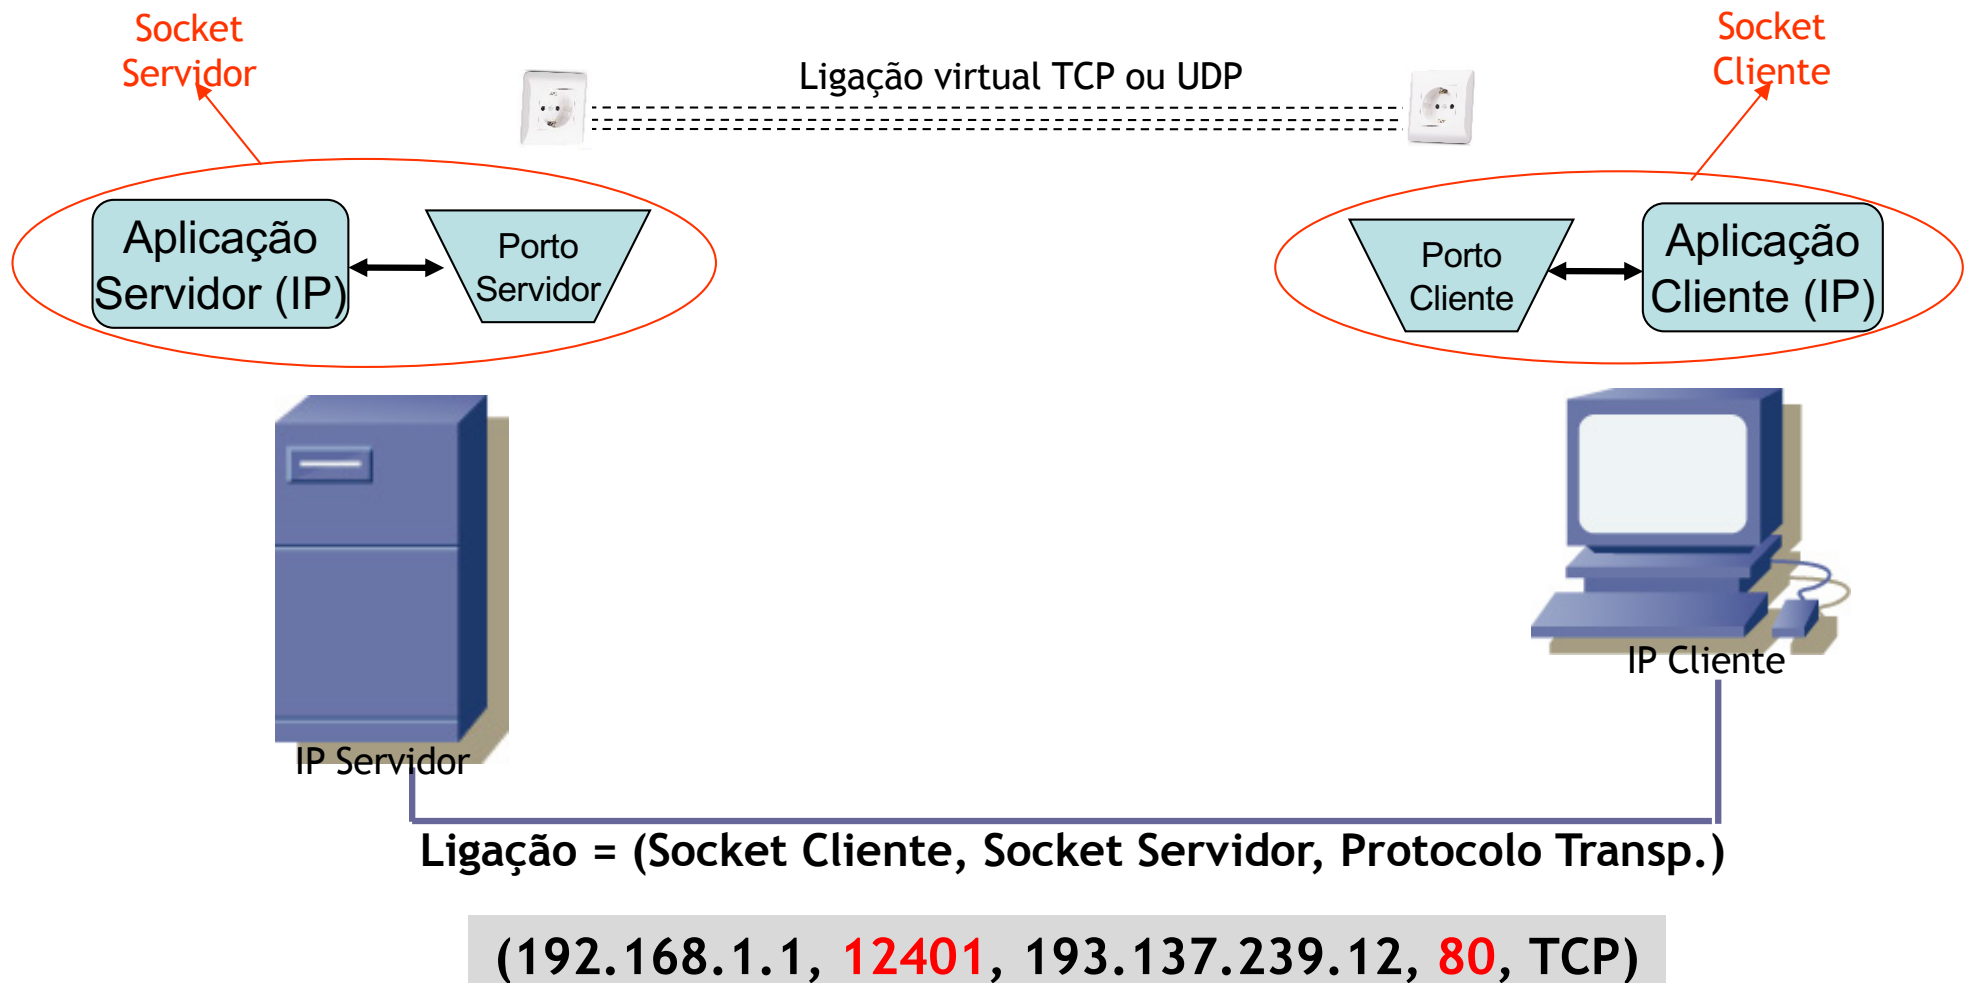 Socket
Servidor
Socket
Cliente
Ligação virtual TCP ou UDP
Aplicação
Servidor (IP)
Porto
Servidor
Porto
Cliente
Aplicação
Cliente (IP)
IP Cliente
IP Servidor
Ligação = (Socket Cliente, Socket Servidor, Protocolo Transp.)
(192.168.1.1, 12401, 193.137.239.12, 80, TCP)